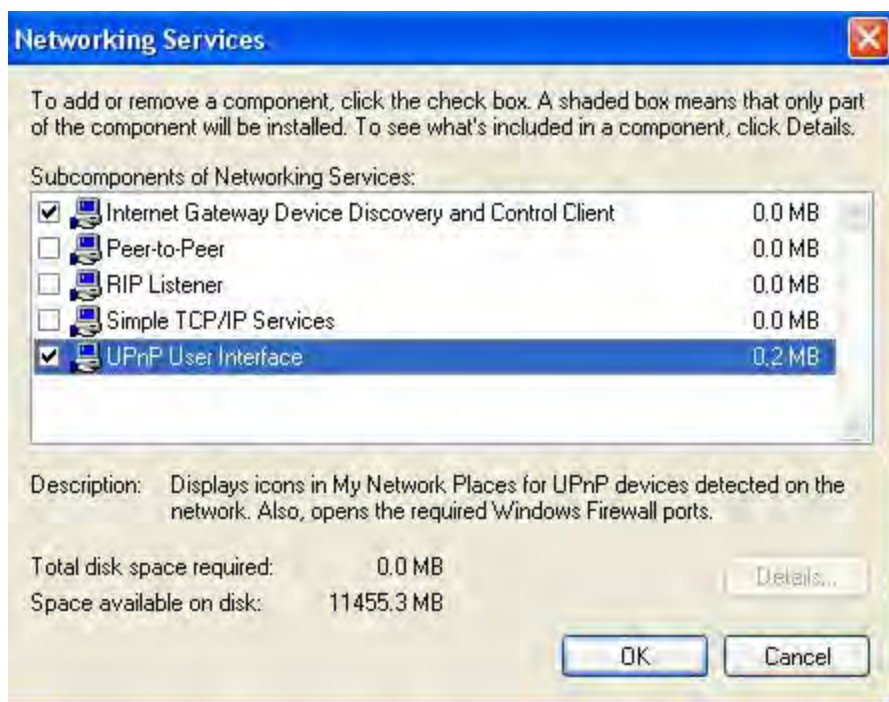 Networking Services
To add or remove a component, click the check box. A shaded box means that only part
of the component will be installed. To see what's included in a component, click Details.
Subcomponents of Networking Services:
Internet Gateway Device Discovery and Control Client 0.0 MB
Peer-to-Peer 0.0 MB
RIP Listener 0.0 MB
Simple TCP/IP Services 0.0 MB
UPnP User Interface 0.2 MB
Description: Displays icons in My Network Places for UPnP devices detected on the
network. Also, opens the required Windows Firewall ports.
Total disk space required: 0.0 MB
Details...
Space available on disk: 11455.3 MB
OK Cancel